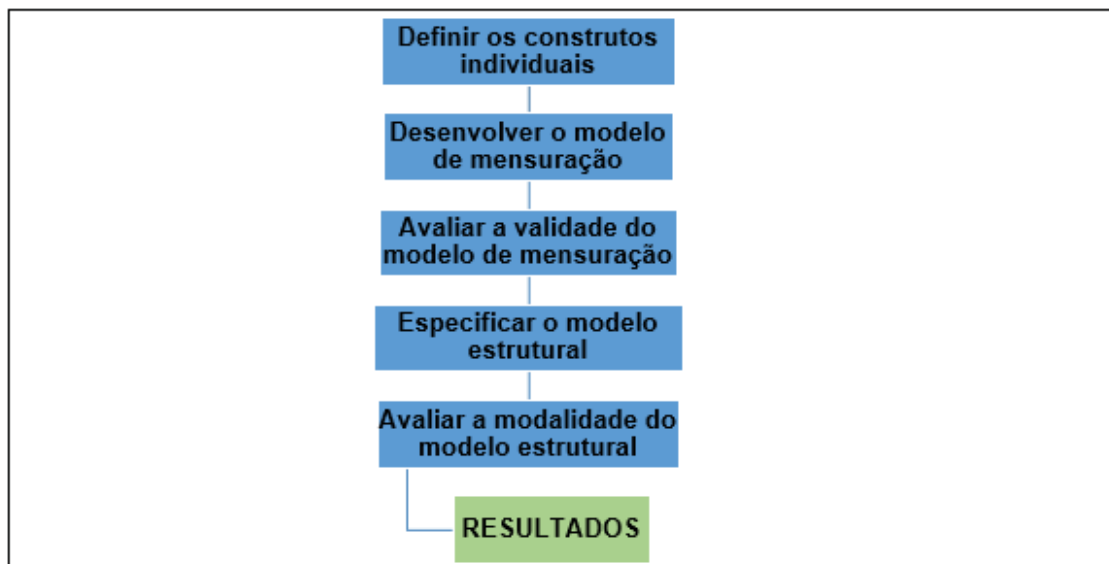 Definir os construtos
individuais
Desenvolver o modelo
de mensuração
Avaliar a validade do
modelo de mensuração
Especificar o modelo
estrutural
Avaliar a modalidade do
modelo estrutural
RESULTADOS